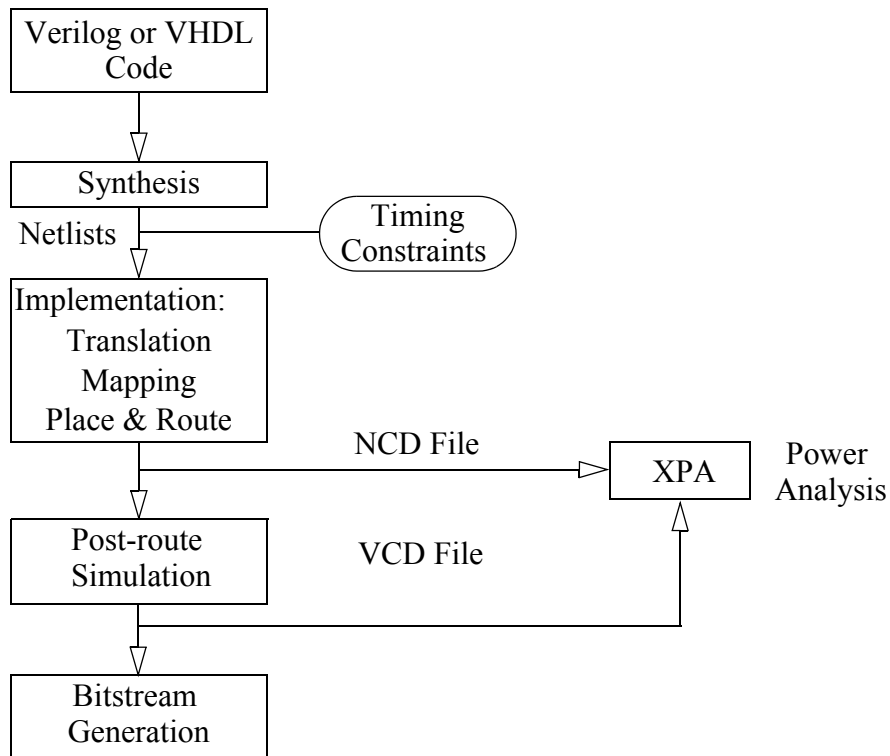 Verilog or VHDL
Code
Synthesis
Netlists
Timing
Constraints
Implementation:
Translation
Mapping
Place & Route
NCD File
XPA
Power
Analysis
Post-route
Simulation
VCD File
Bitstream
Generation